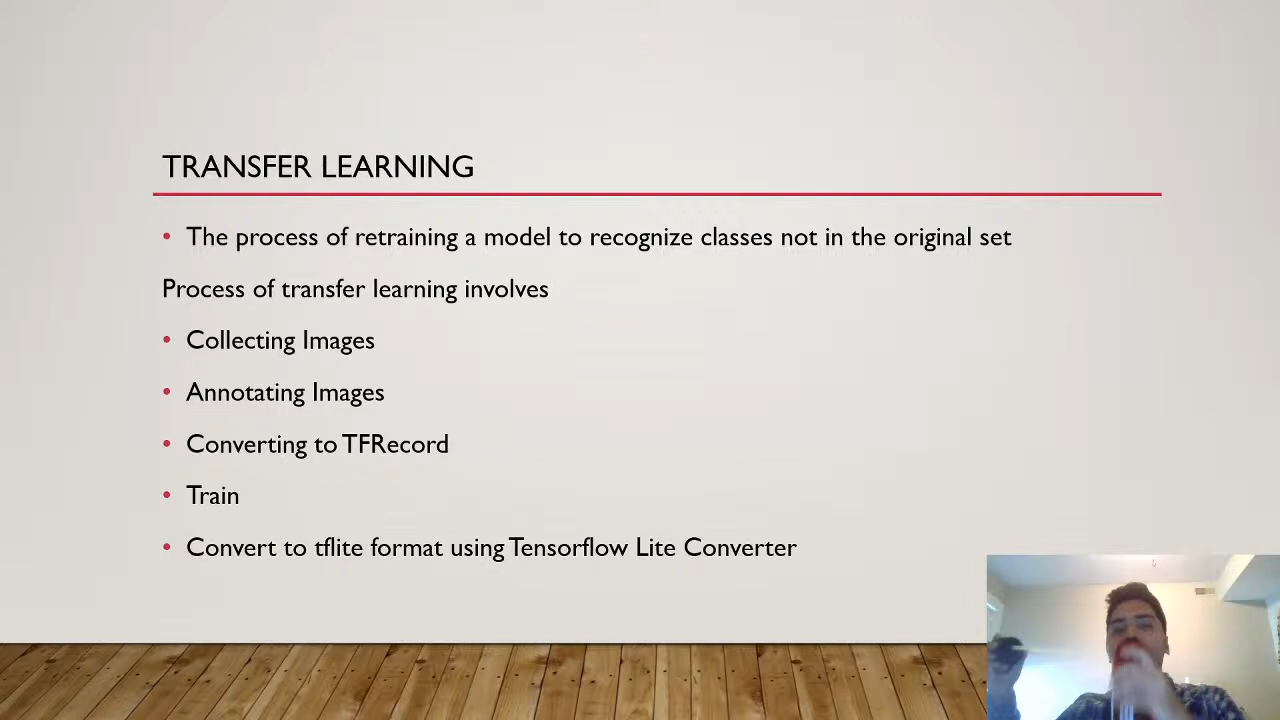 TRANSFER LEARNING
• The process of retraining a model to recognize classes not in the original set
Process of transfer learning involves
• Collecting Images
• Annotating Images
• Converting to TFRecord
• Train
• Convert to tflite format using Tensorflow Lite Converter